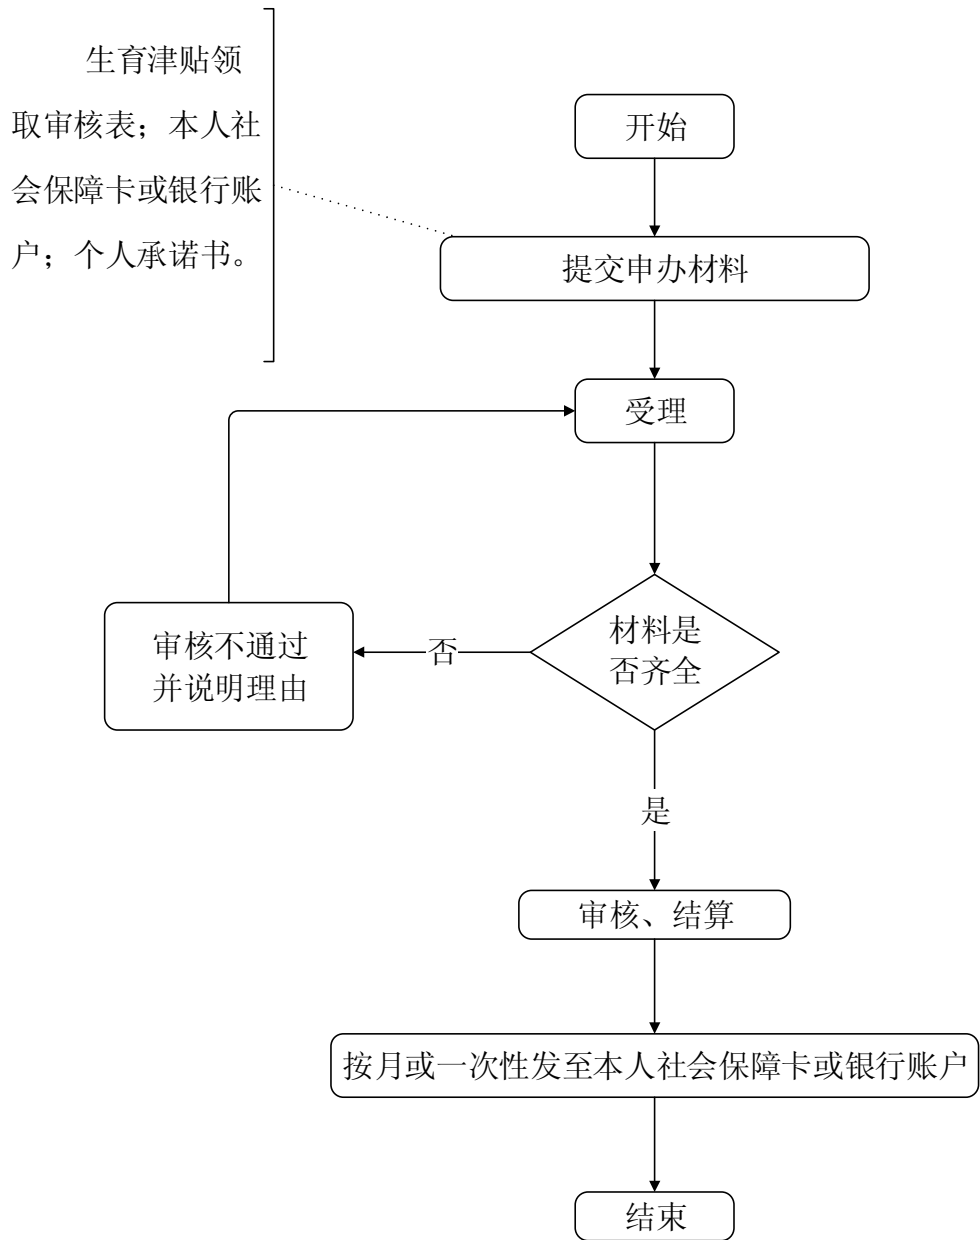 生育津贴领
取审核表；本人社
会保障卡或银行账
户；个人承诺书。
开始
提交申办材料
受理
材料是
否齐全
否
审核不通过
并说明理由
是
审核、结算
按月或一次性发至本人社会保障卡或银行账户
结束